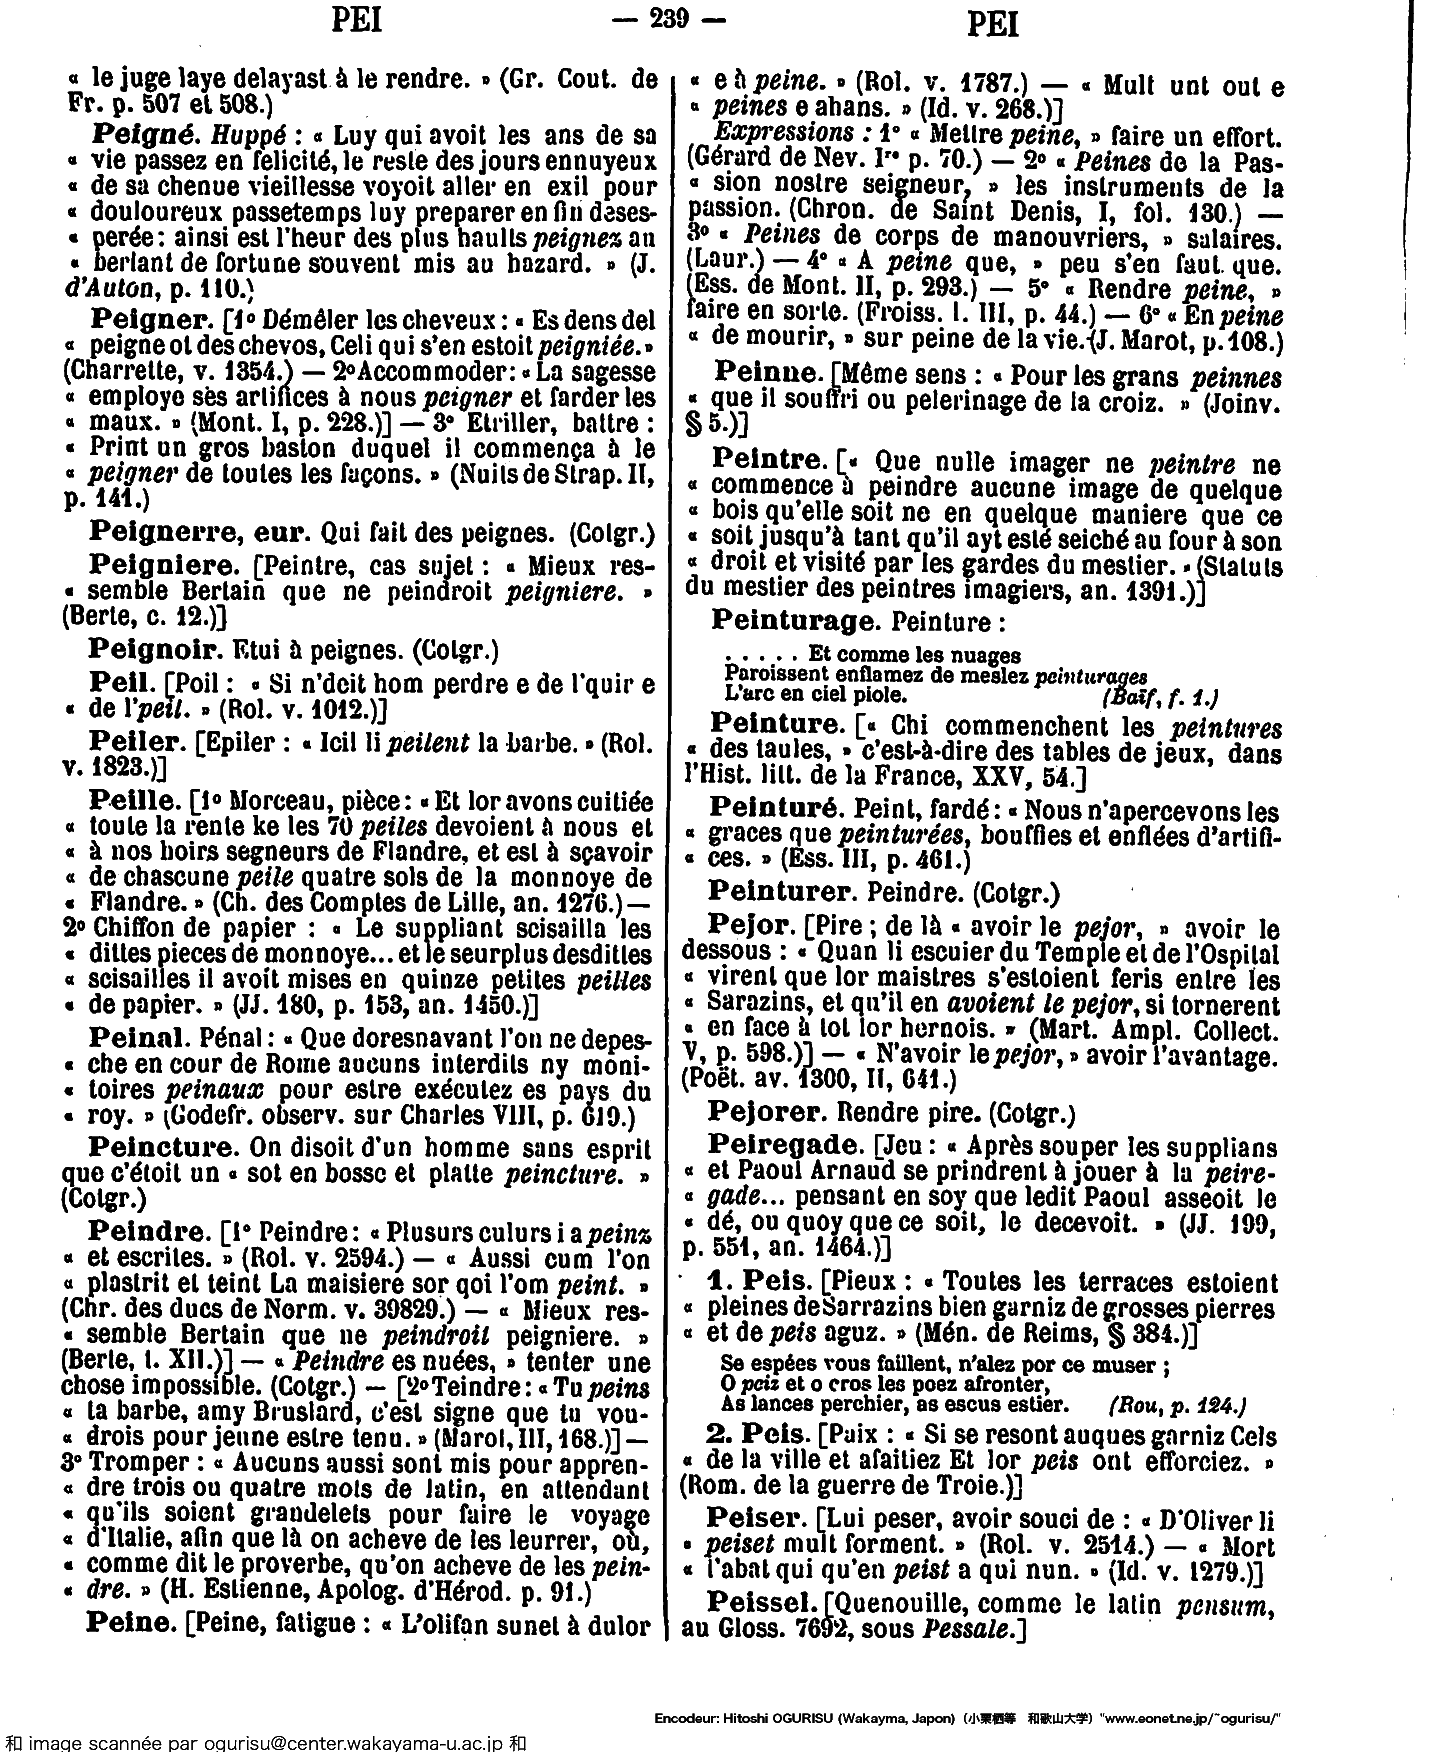 PEI — 239 — PEI
« le juge laye delayast à le rendre. » (Gr. Cout. de
Fr. p. 507 et 508.)
Peigné. Huppé : « Luy qui avoit les ans de sa
« vie passez en felicité, le reste des jours ennuyeux
« de sa chenue vieillesse voyoit aller en exil pour
« douloureux passetemps luy preparer en fin deses-
« perée : ainsi est l'heur des plus haults peignez au
« berlant de fortune souvent mis au hazard. » (J.
d'Auton, p. 110.)
Peigner. [1º Démêler les cheveux : « Es dens del
« peigne ot des chevos, Celi qui s'en estoit peigniée. »
(Charrette, v. 1354.) — 2º Accommoder : « La sagesse
« employe ses artifices à nous peigner et farder les
« maux. » (Mont. I, p. 228.)] — 3º Etriller, battre :
« Print un gros baston duquel il commença à le
« peigner de toutes les façons. » (Nuits de Strap. II,
p. 141.)
Peignerre, eur. Qui fait des peignes. (Cotgr.)
Peigniere. [Peintre, cas sujet : « Mieux res-
« semble Bertain que ne peindroit peigniere. »
(Berte, c. 12.)]
Peignoir. Etui à peignes. (Cotgr.)
Peil. [Poil : « Si n'deit hom perdre e de l'quir e
« de l'peil. » (Rol. v. 1012.)]
Peiler. [Epiler : « Icil li peilent la barbe. » (Rol.
v. 1823.)]
Peille. [1º Morceau, pièce : « Et lor avons cuitiée
« toute la rente ke les 70 peiles devoient à nous et
« à nos hoirs segneurs de Flandre, et est à sçavoir
« de chascune peile quatre sols de la monnoye de
« Flandre. » (Ch. des Comptes de Lille, an. 1276.) —
2º Chiffon de papier : « Le suppliant scisailla les
« dittes pieces de monnoye... et le seurplus desdittes
« scisailles il avoit mises en quinze petites peilles
« de papier. » (JJ. 180, p. 153, an. 1450.)]
Peinal. Pénal : « Que doresnavant l'on ne depes-
« che en cour de Rome aucuns interdits ny moni-
« toires peinaux pour estre exécutez es pays du
« roy. » (Godefr. observ. sur Charles VIII, p. 619.)
Peincture. On disoit d'un homme sans esprit
que c'étoit un « sot en bosse et platte peincture. »
(Cotgr.)
Peindre. [1º Peindre : « Plusurs culurs i a peinz
« et escrites. » (Rol. v. 2594.) — « Aussi cum l'on
« plastrit et teint La maisiere sor qoi l'om peint. »
(Chr. des ducs de Norm. v. 39829.) — « Mieux res-
« semble Bertain que ne peindroit peigniere. »
(Berte, t. XII.)] — « Peindre es nuées, » tenter une
chose impossible. (Cotgr.) — [2º Teindre : « Tu peins
« ta barbe, amy Brustard, c'est signe que tu vou-
« drois pour jeune estre tenu. » (Marot, III, 168.)] —
3º Tromper : « Aucuns aussi sont mis pour appren-
« dre trois ou quatre mots de latin, en attendant
« qu'ils soient grandelets pour faire le voyage
« d'Italie, afin que là on acheve de les leurrer, où,
« comme dit le proverbe, qu'on acheve de les pein-
« dre. » (H. Estienne, Apolog. d'Hérod. p. 91.)
Peine. [Peine, fatigue : « L'olifan sunet à dulor
« e à peine. » (Rol. v. 1787.) — « Mult unt out e
« peines e ahans. » (Id. v. 268.)]
Expressions : 1º « Mettre peine, » faire un effort.
(Gérard de Nev. Ire p. 70.) — 2º « Peines de la Pas-
« sion nostre seigneur, » les instruments de la
passion. (Chron. de Saint Denis, I, fol. 130.) —
3º « Peines de corps de manouvriers, » salaires.
(Laur.) — 4º « A peine que, » peu s'en faut que.
(Ess. de Mont. II, p. 293.) — 5º « Rendre peine, »
faire en sorte. (Froiss. l. III, p. 44.) — 6º « En peine
« de mourir, » sur peine de la vie. (J. Marot, p. 108.)
Peinne. [Même sens : « Pour les grans peinnes
« que il souffri ou pelerinage de la croiz. » (Joinv.
§ 5.)]
Peintre. [« Que nulle imager ne peintre ne
« commence à peindre aucune image de quelque
« bois qu'elle soit ne en quelque maniere que ce
« soit jusqu'à tant qu'il ayt esté seiché au four à son
« droit et visité par les gardes du mestier. » (Statuts
du mestier des peintres imagiers, an. 1391.)]
Peinturage. Peinture :
. . . . . Et comme les nuages
Paroissent enflamez de meslez peinturages
L'arc en ciel piole. (Baïf, f. 1.)
Peinture. [« Chi commenchent les peintures
« des taules, » c'est-à-dire des tables de jeux, dans
l'Hist. litt. de la France, XXV, 54.]
Peinturé. Peint, fardé : « Nous n'apercevons les
« graces que peinturées, bouffies et enflées d'artifi-
« ces. » (Ess. III, p. 461.)
Peinturer. Peindre. (Cotgr.)
Pejor. [Pire ; de là « avoir le pejor, » avoir le
dessous : « Quan li escuier du Temple et de l'Ospital
« virent que lor maistres s'estoient feris entre les
« Sarazins, et qu'il en avoient le pejor, si tornerent
« en face à tot lor hernois. » (Mart. Ampl. Collect.
V, p. 598.)] — « N'avoir le pejor, » avoir l'avantage.
(Poët. av. 1300, II, 641.)
Pejorer. Rendre pire. (Cotgr.)
Peiregade. [Jeu : « Après souper les supplians
« et Paoul Arnaud se prindrent à jouer à la peire-
« gade... pensant en soy que ledit Paoul asseoit le
« dé, ou quoy que ce soit, le decevoit. » (JJ. 199,
p. 551, an. 1464.)]
1. Peis. [Pieux : « Toutes les terraces estoient
« pleines de Sarrazins bien garniz de grosses pierres
« et de peis aguz. » (Mén. de Reims, § 384.)]
Se espées vous faillent, n'alez por ce muser ;
O peiz et o cros les poez afronter,
As lances perchier, as escus estier. (Rou, p. 124.)
2. Peis. [Paix : « Si se resont auques garniz Cels
« de la ville et afaitiez Et lor peis ont efforciez. »
(Rom. de la guerre de Troie.)]
Peiser. [Lui peser, avoir souci de : « D'Oliver li
« peiset mult forment. » (Rol. v. 2514.) — « Mort
« l'abat qui qu'en peist a qui nun. » (Id. v. 1279.)]
Peissel. [Quenouille, comme le latin pensum,
au Gloss. 7692, sous Pessale.]
Encodeur: Hitoshi OGURISU (Wakayma, Japon) (小栗栖等 和歌山大学) "www.eonet.ne.jp/~ogurisu/"
和 image scannée par ogurisu@center.wakayama-u.ac.jp 和